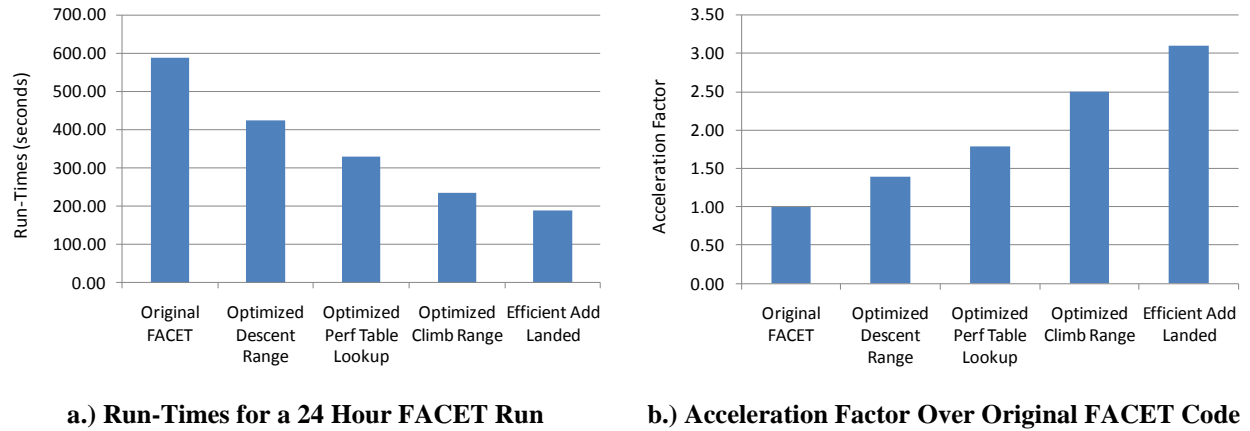 700.00
600.00
500.00
400.00
300.00
200.00
100.00
0.00
Run-Times (seconds)
Original
FACET
Optimized
Descent
Range
Optimized
Perf Table
Lookup
Optimized
Climb Range
Efficient Add
Landed
a.) Run-Times for a 24 Hour FACET Run
3.50
3.00
2.50
2.00
1.50
1.00
0.50
0.00
Acceleration Factor
Original
FACET
Optimized
Descent
Range
Optimized
Perf Table
Lookup
Optimized
Climb Range
Efficient Add
Landed
b.) Acceleration Factor Over Original FACET Code